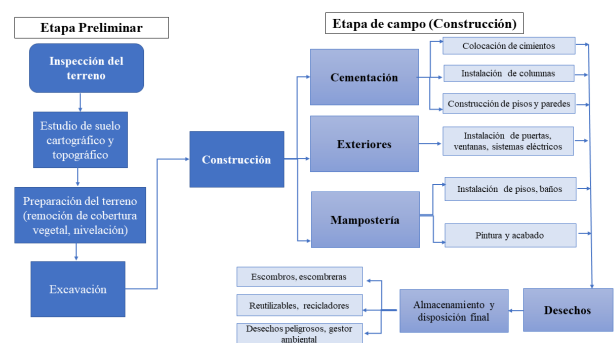 Etapa Preliminar
Inspección del
terreno
Estudio de suelo
cartográfico y
topográfico
Preparación del terreno
(remoción de cobertura
vegetal, nivelación)
Excavación
Construcción
Etapa de campo (Construcción)
Cementación
Colocación de cimientos
Instalación de columnas
Construcción de pisos y paredes
Exteriores
Instalación de puertas,
ventanas, sistemas eléctricos
Mampostería
Instalación de pisos, baños
Pintura y acabado
Desechos
Almacenamiento y
disposición final
Escombros, escombreras
Reutilizables, recicladores
Desechos peligrosos, gestor
ambiental